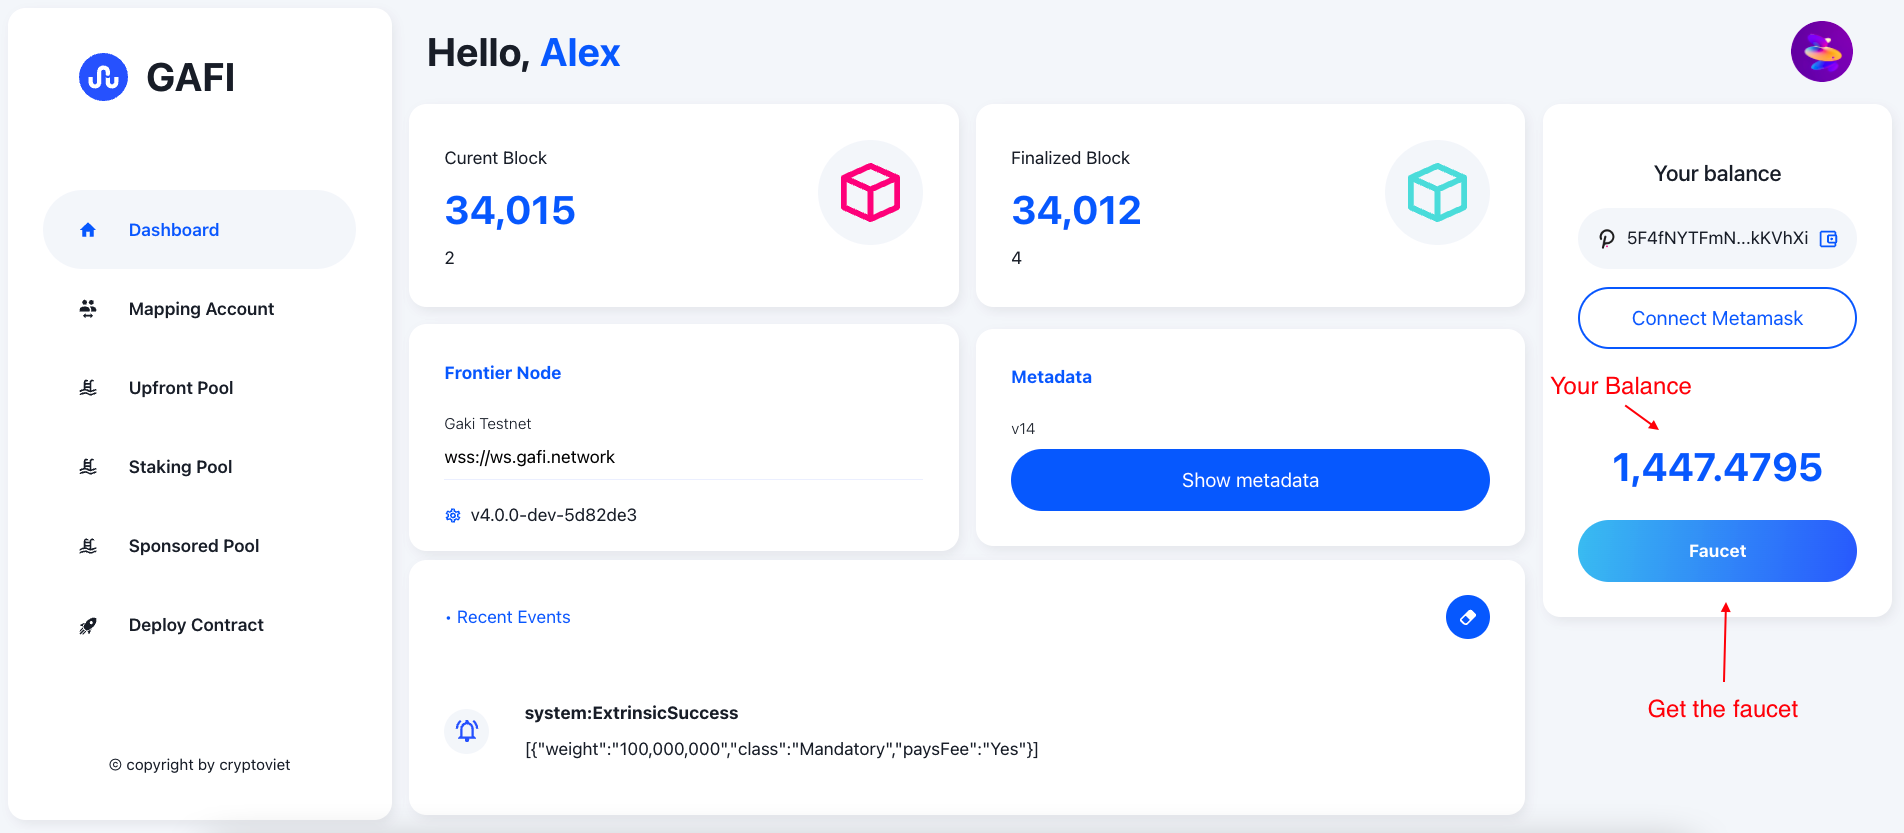 GAFI
Dashboard
Mapping Account
Upfront Pool
Staking Pool
Sponsored Pool
Deploy Contract
© copyright by cryptoviet
Hello, Alex
Curent Block
34,015
2
Finalized Block
34,012
4
Frontier Node
Gaki Testnet
wss://ws.gafi.network
v4.0.0-dev-5d82de3
Metadata
v14
Show metadata
• Recent Events
system:ExtrinsicSuccess
[{"weight":"100,000,000","class":"Mandatory","paysFee":"Yes"}]
Your balance
5F4fNYTFmN...kKVhXi
Connect Metamask
Your Balance
1,447.4795
Faucet
Get the faucet